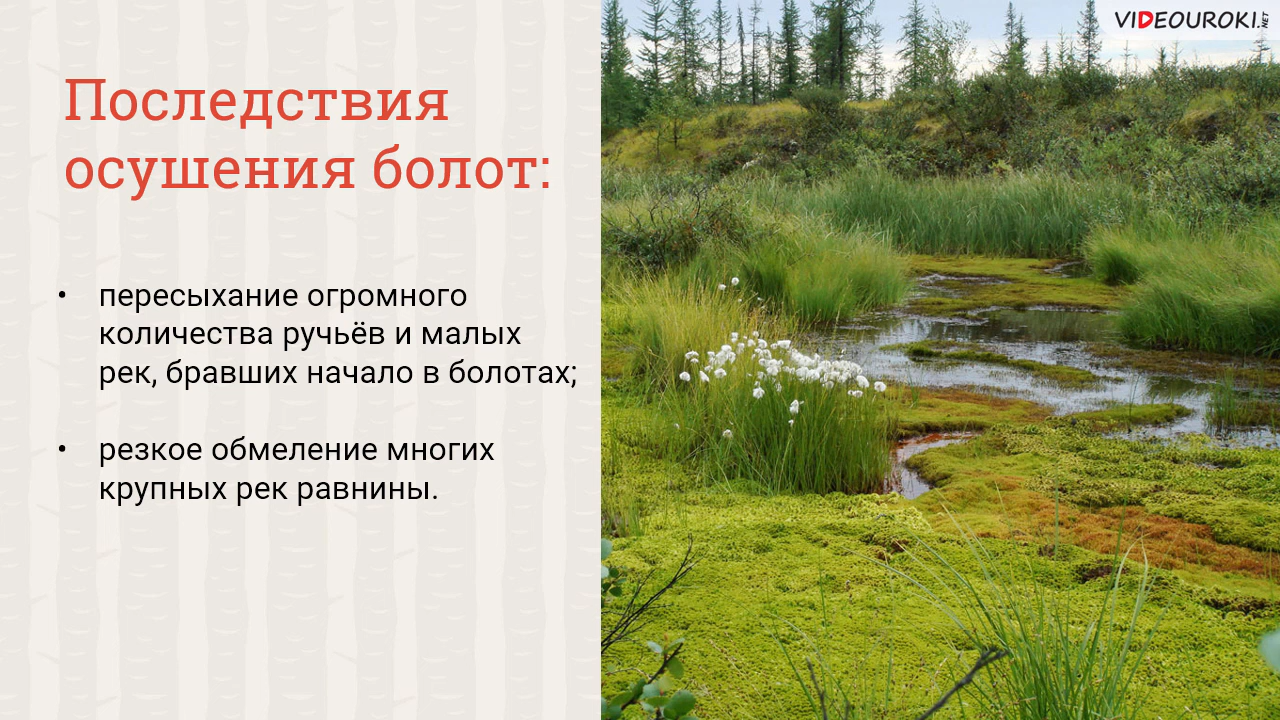 VIDEOUROKI.NET
Последствия
осушения болот:
• пересыхание огромного
количества ручьёв и малых
рек, бравших начало в болотах;
• резкое обмеление многих
крупных рек равнины.